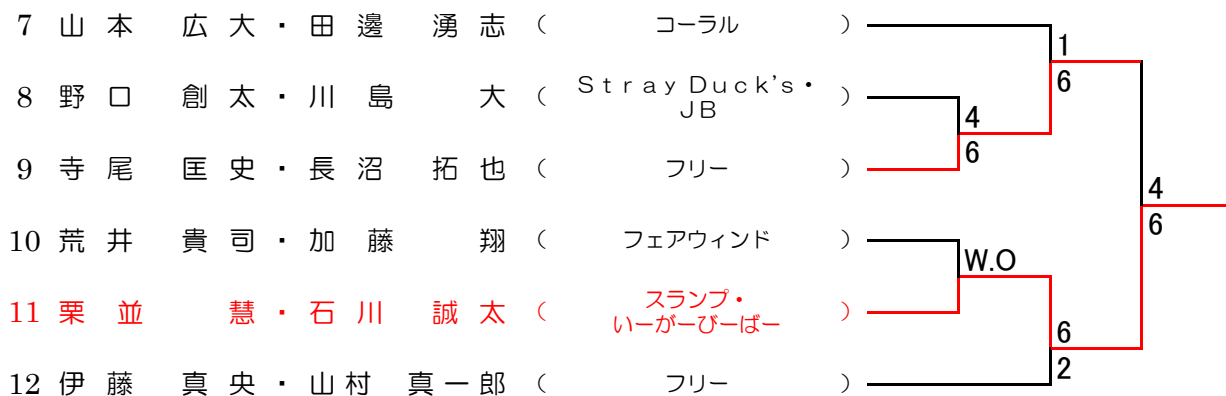 7 山本 広大・田邊 湧志 ( コーラル ) 1
6
8 野口 創太・川島 大 ( Stray Duck's・JB ) 4
6
9 寺尾 匡史・長沼 拓也 ( フリー )
4
6
10 荒井 貴司・加藤 翔 ( フェアウィンド ) W.O
11 栗並 慧・石川 誠太 ( スランプ・いーがーびーばー )
6
2
12 伊藤 真央・山村 真一郎 ( フリー )